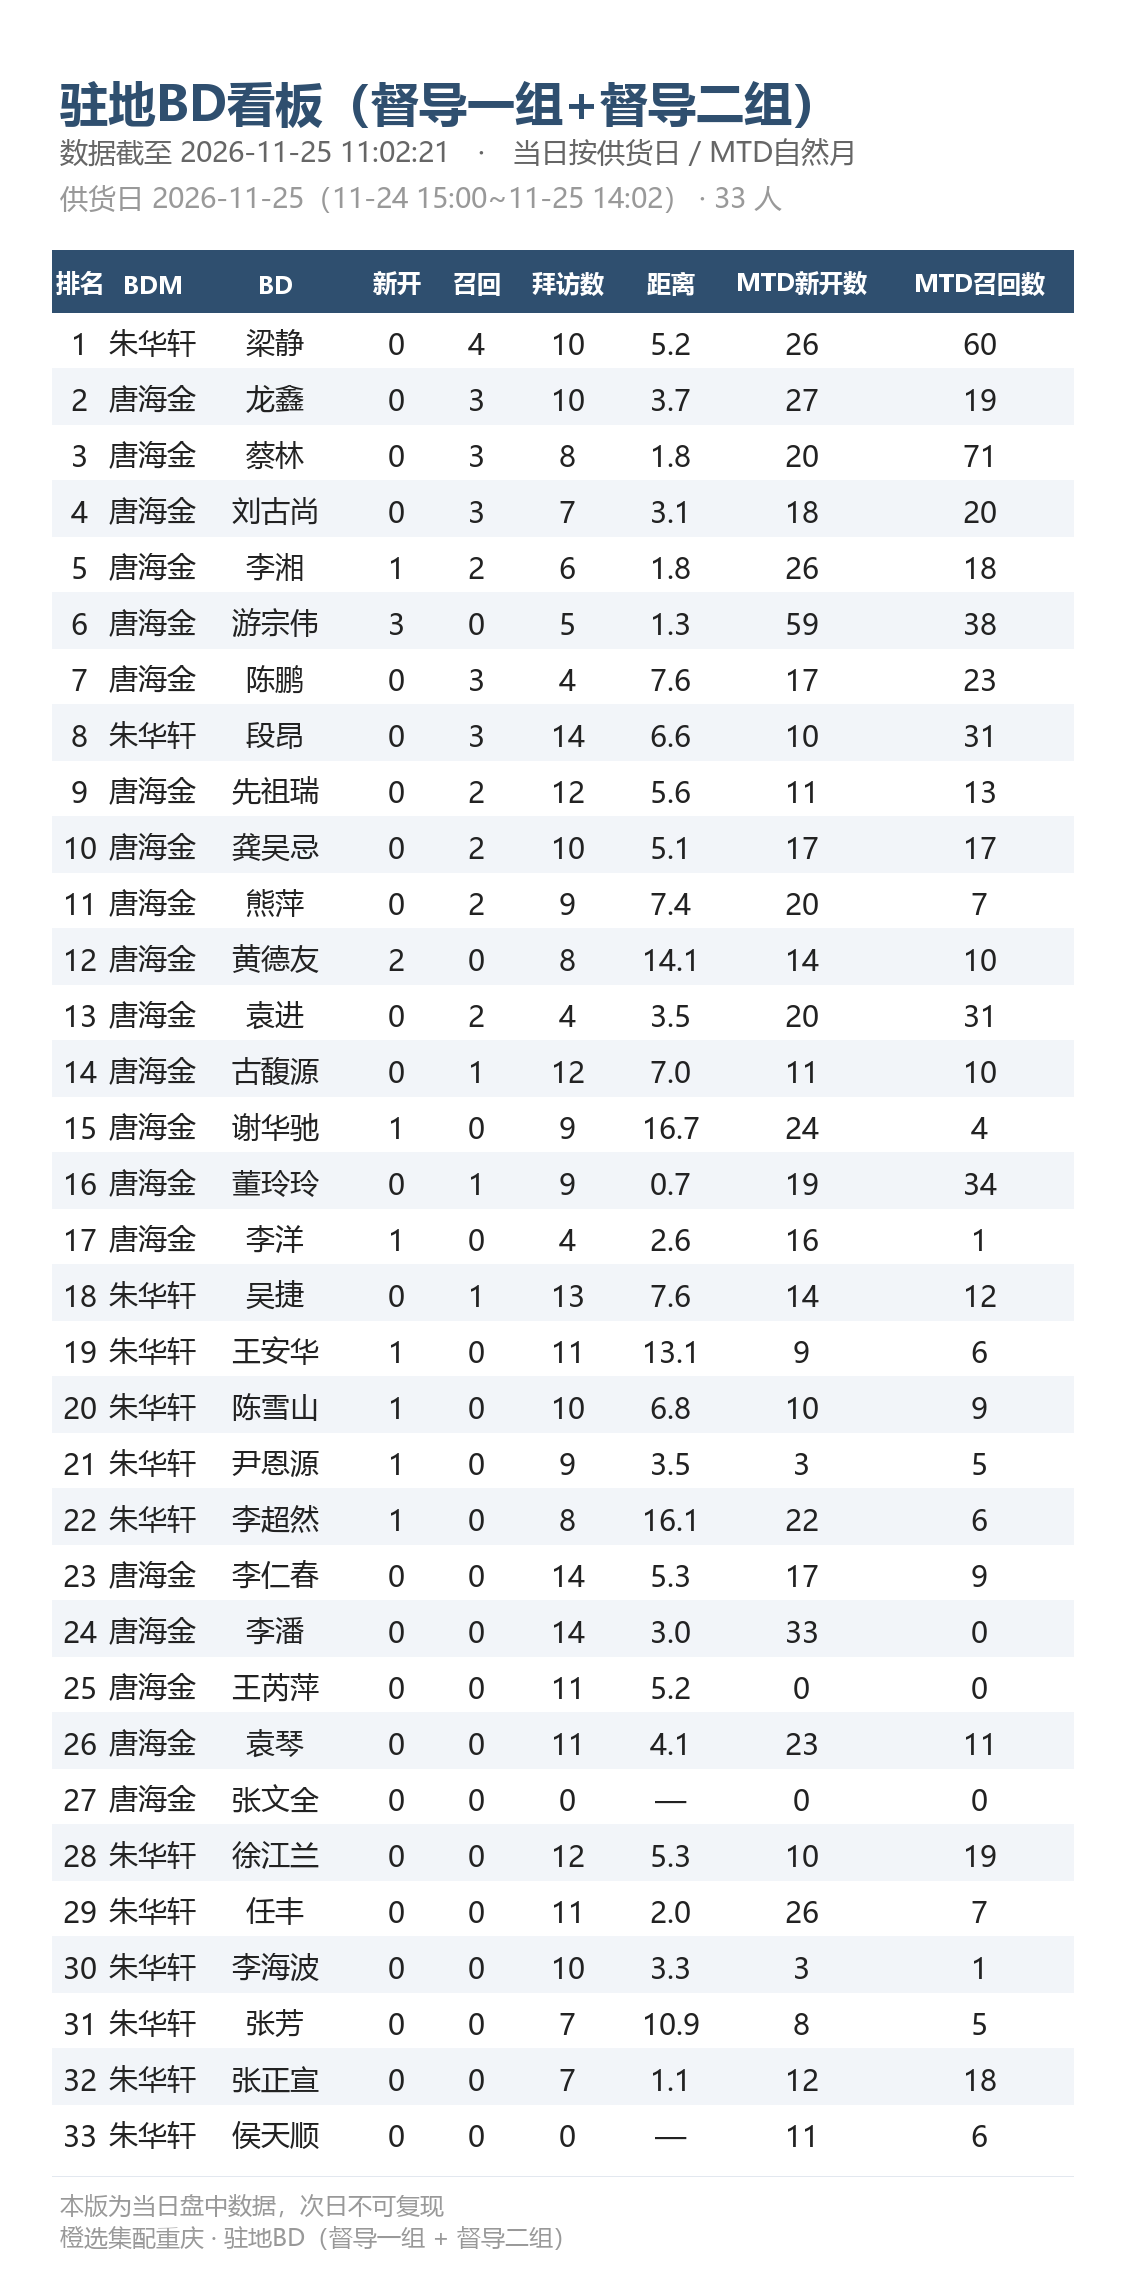 驻地BD看板（督导一组+督导二组）
数据截至 2026-11-25 11:02:21 · 当日按供货日 / MTD自然月
供货日 2026-11-25（11-24 15:00~11-25 14:02） · 33 人
排名 BDM BD 新开 召回 拜访数 距离 MTD新开数 MTD召回数
1 朱华轩 梁静 0 4 10 5.2 26 60
2 唐海金 龙鑫 0 3 10 3.7 27 19
3 唐海金 蔡林 0 3 8 1.8 20 71
4 唐海金 刘古尚 0 3 7 3.1 18 20
5 唐海金 李湘 1 2 6 1.8 26 18
6 唐海金 游宗伟 3 0 5 1.3 59 38
7 唐海金 陈鹏 0 3 4 7.6 17 23
8 朱华轩 段昂 0 3 14 6.6 10 31
9 唐海金 先祖瑞 0 2 12 5.6 11 13
10 唐海金 龚吴忌 0 2 10 5.1 17 17
11 唐海金 熊萍 0 2 9 7.4 20 7
12 唐海金 黄德友 2 0 8 14.1 14 10
13 唐海金 袁进 0 2 4 3.5 20 31
14 唐海金 古馥源 0 1 12 7.0 11 10
15 唐海金 谢华驰 1 0 9 16.7 24 4
16 唐海金 董玲玲 0 1 9 0.7 19 34
17 唐海金 李洋 1 0 4 2.6 16 1
18 朱华轩 吴捷 0 1 13 7.6 14 12
19 朱华轩 王安华 1 0 11 13.1 9 6
20 朱华轩 陈雪山 1 0 10 6.8 10 9
21 朱华轩 尹恩源 1 0 9 3.5 3 5
22 朱华轩 李超然 1 0 8 16.1 22 6
23 唐海金 李仁春 0 0 14 5.3 17 9
24 唐海金 李潘 0 0 14 3.0 33 0
25 唐海金 王芮萍 0 0 11 5.2 0 0
26 唐海金 袁琴 0 0 11 4.1 23 11
27 唐海金 张文全 0 0 0 — 0 0
28 朱华轩 徐江兰 0 0 12 5.3 10 19
29 朱华轩 任丰 0 0 11 2.0 26 7
30 朱华轩 李海波 0 0 10 3.3 3 1
31 朱华轩 张芳 0 0 7 10.9 8 5
32 朱华轩 张正宣 0 0 7 1.1 12 18
33 朱华轩 侯天顺 0 0 0 — 11 6
本版为当日盘中数据，次日不可复现
橙选集配重庆 · 驻地BD（督导一组 + 督导二组）